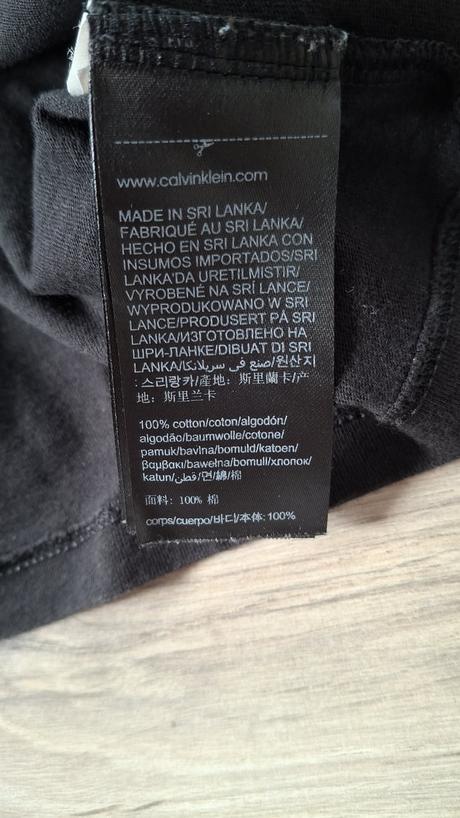 www.calvinklein.com
MADE IN SRI LANKA/
FABRIQUÉ AU SRI LANKA/
HECHO EN SRI LANKA CON
INSUMOS IMPORTADOS/SRI
LANKA'DA URETILMISTIR/
VYROBENÉ NA SRÍ LANCE/
WYPRODUKOWANO W SRI
LANCE/PRODUSERT PÅ SRI
LANKA/ИЗГОТОВЛЕНО НА
ШРИ-ЛАНКЕ/DIBUAT DI SRI
LANKA/صنع في سريلانكا/원산지
:스리랑카/產地: 斯里蘭卡/产
地: 斯里兰卡
100% cotton/coton/algodón/
algodão/baumwolle/cotone/
pamuk/bavlna/bomuld/katoen/
βαμβακι/bawełna/bomull/хлопок/
katun/قطن/면/綿/棉
面料: 100% 棉
corps/cuerpo/바디/本体: 100%